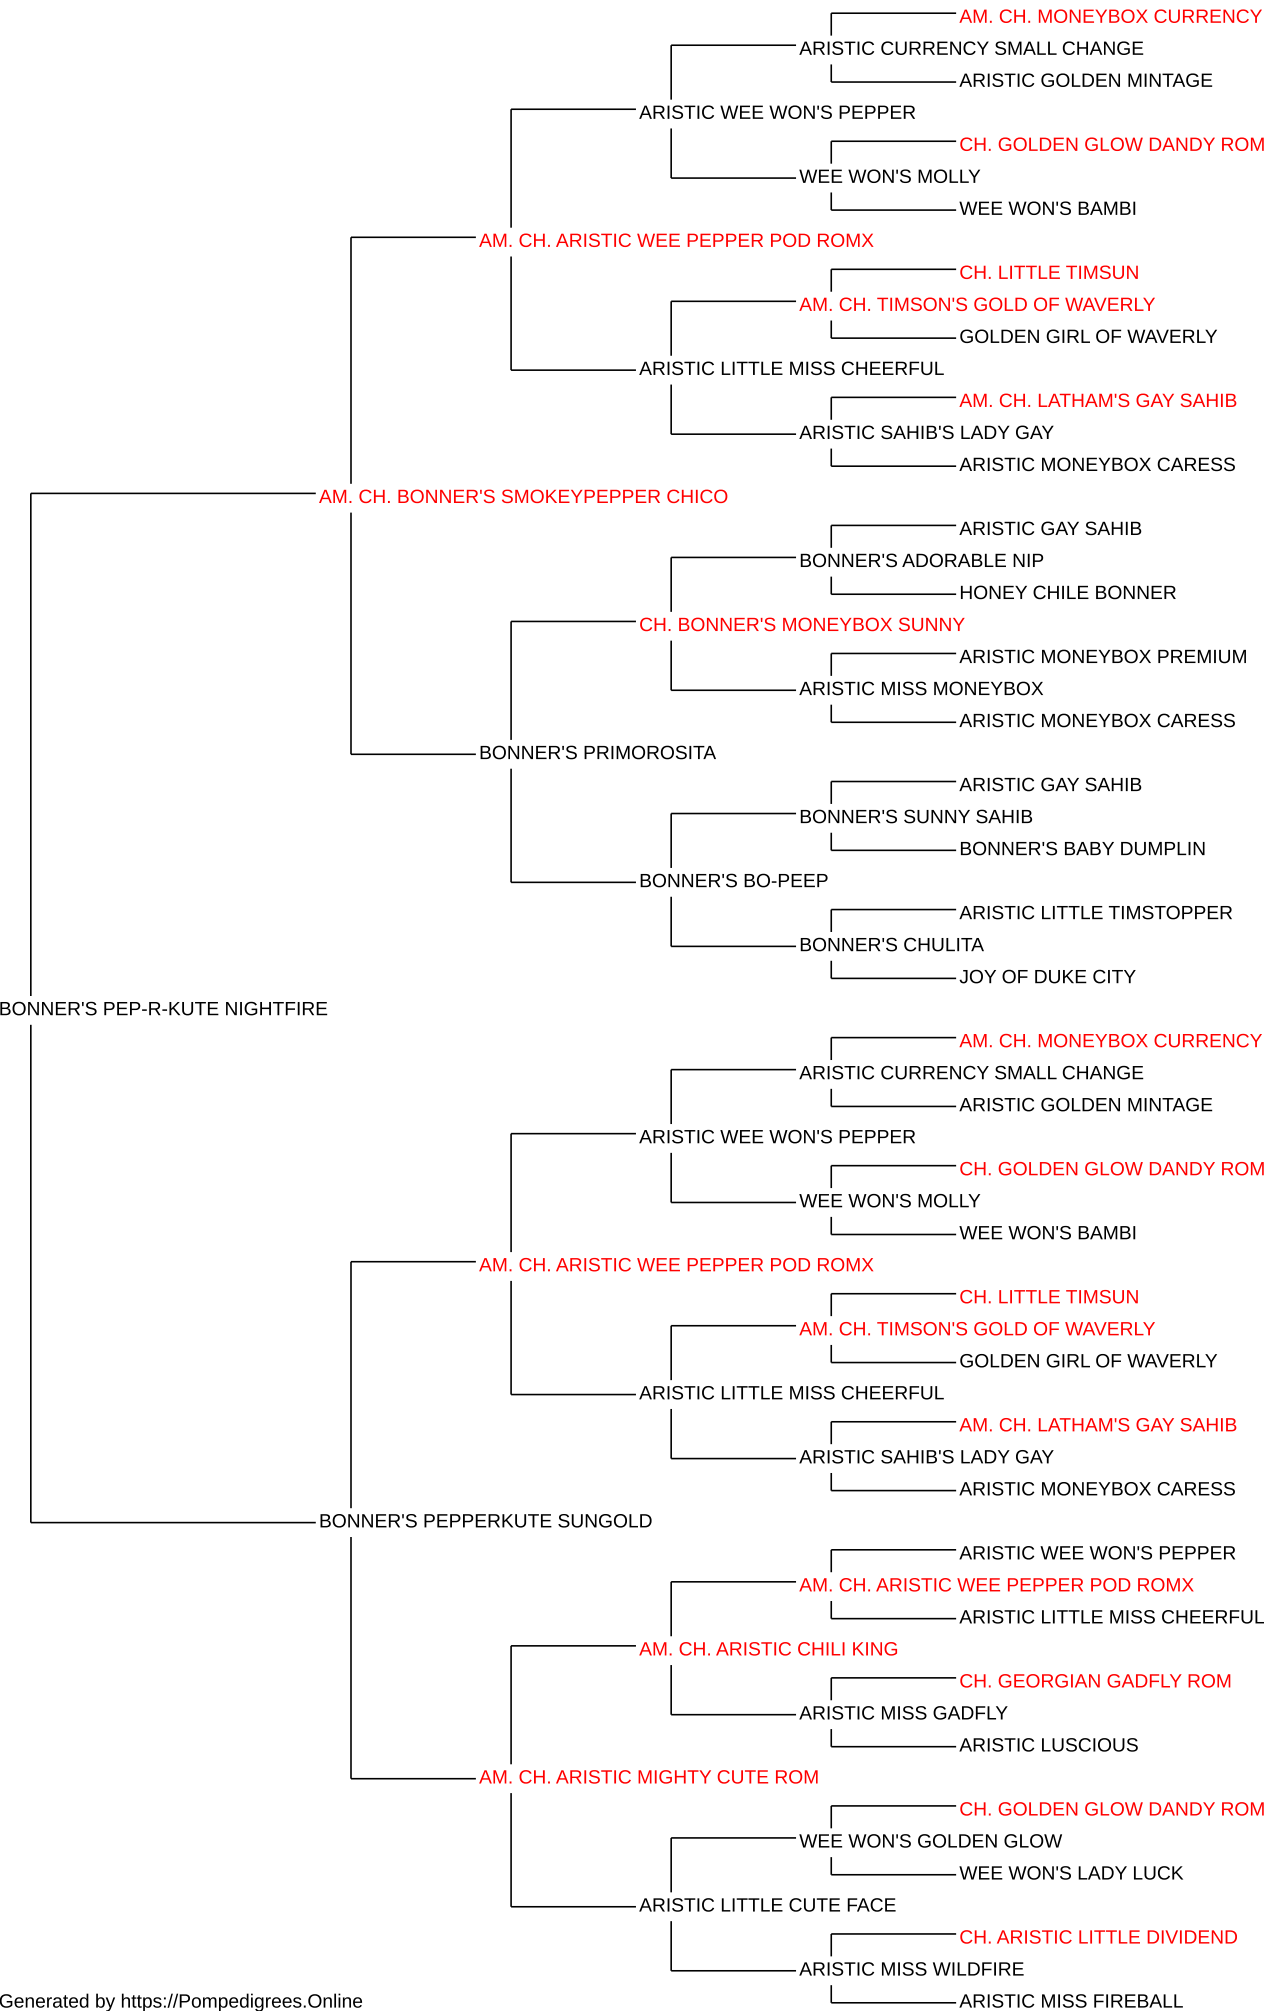 AM. CH. MONEYBOX CURRENCY
ARISTIC CURRENCY SMALL CHANGE
ARISTIC GOLDEN MINTAGE
ARISTIC WEE WON'S PEPPER
CH. GOLDEN GLOW DANDY ROM
WEE WON'S MOLLY
WEE WON'S BAMBI
AM. CH. ARISTIC WEE PEPPER POD ROMX
CH. LITTLE TIMSUN
AM. CH. TIMSON'S GOLD OF WAVERLY
GOLDEN GIRL OF WAVERLY
ARISTIC LITTLE MISS CHEERFUL
AM. CH. LATHAM'S GAY SAHIB
ARISTIC SAHIB'S LADY GAY
ARISTIC MONEYBOX CARESS
AM. CH. BONNER'S SMOKEYPEPPER CHICO
ARISTIC GAY SAHIB
BONNER'S ADORABLE NIP
HONEY CHILE BONNER
CH. BONNER'S MONEYBOX SUNNY
ARISTIC MONEYBOX PREMIUM
ARISTIC MISS MONEYBOX
ARISTIC MONEYBOX CARESS
BONNER'S PRIMOROSITA
ARISTIC GAY SAHIB
BONNER'S SUNNY SAHIB
BONNER'S BABY DUMPLIN
BONNER'S BO-PEEP
ARISTIC LITTLE TIMSTOPPER
BONNER'S CHULITA
JOY OF DUKE CITY
BONNER'S PEP-R-KUTE NIGHTFIRE
AM. CH. MONEYBOX CURRENCY
ARISTIC CURRENCY SMALL CHANGE
ARISTIC GOLDEN MINTAGE
ARISTIC WEE WON'S PEPPER
CH. GOLDEN GLOW DANDY ROM
WEE WON'S MOLLY
WEE WON'S BAMBI
AM. CH. ARISTIC WEE PEPPER POD ROMX
CH. LITTLE TIMSUN
AM. CH. TIMSON'S GOLD OF WAVERLY
GOLDEN GIRL OF WAVERLY
ARISTIC LITTLE MISS CHEERFUL
AM. CH. LATHAM'S GAY SAHIB
ARISTIC SAHIB'S LADY GAY
ARISTIC MONEYBOX CARESS
BONNER'S PEPPERKUTE SUNGOLD
ARISTIC WEE WON'S PEPPER
AM. CH. ARISTIC WEE PEPPER POD ROMX
ARISTIC LITTLE MISS CHEERFUL
AM. CH. ARISTIC CHILI KING
CH. GEORGIAN GADFLY ROM
ARISTIC MISS GADFLY
ARISTIC LUSCIOUS
AM. CH. ARISTIC MIGHTY CUTE ROM
CH. GOLDEN GLOW DANDY ROM
WEE WON'S GOLDEN GLOW
WEE WON'S LADY LUCK
ARISTIC LITTLE CUTE FACE
CH. ARISTIC LITTLE DIVIDEND
ARISTIC MISS WILDFIRE
ARISTIC MISS FIREBALL
Generated by https://Pompedigrees.Online